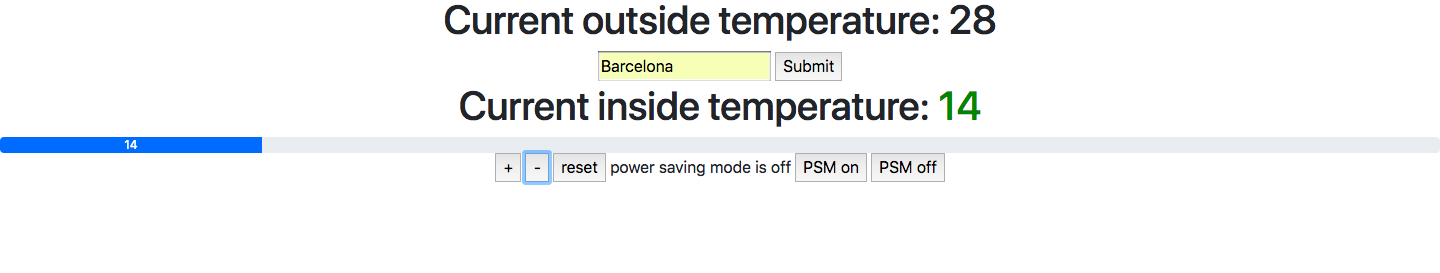 Current outside temperature: 28
Barcelona Submit
Current inside temperature: 14
14
+ - reset power saving mode is off PSM on PSM off